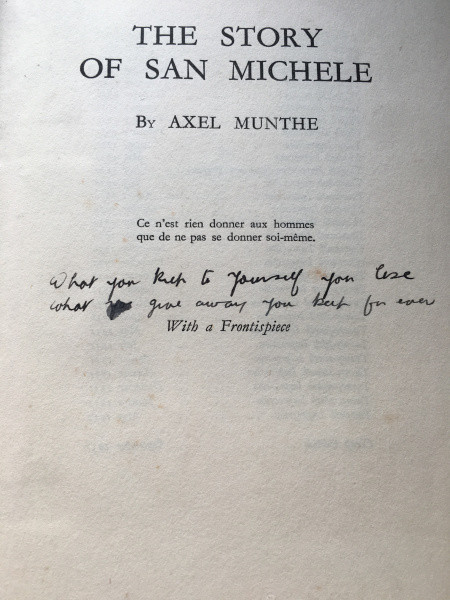 THE STORY
OF SAN MICHELE
By AXEL MUNTHE
Ce n'est rien donner aux hommes
que de ne pas se donner soi-même.
What you keep to yourself you lose
what give away you keep for ever
With a Frontispiece